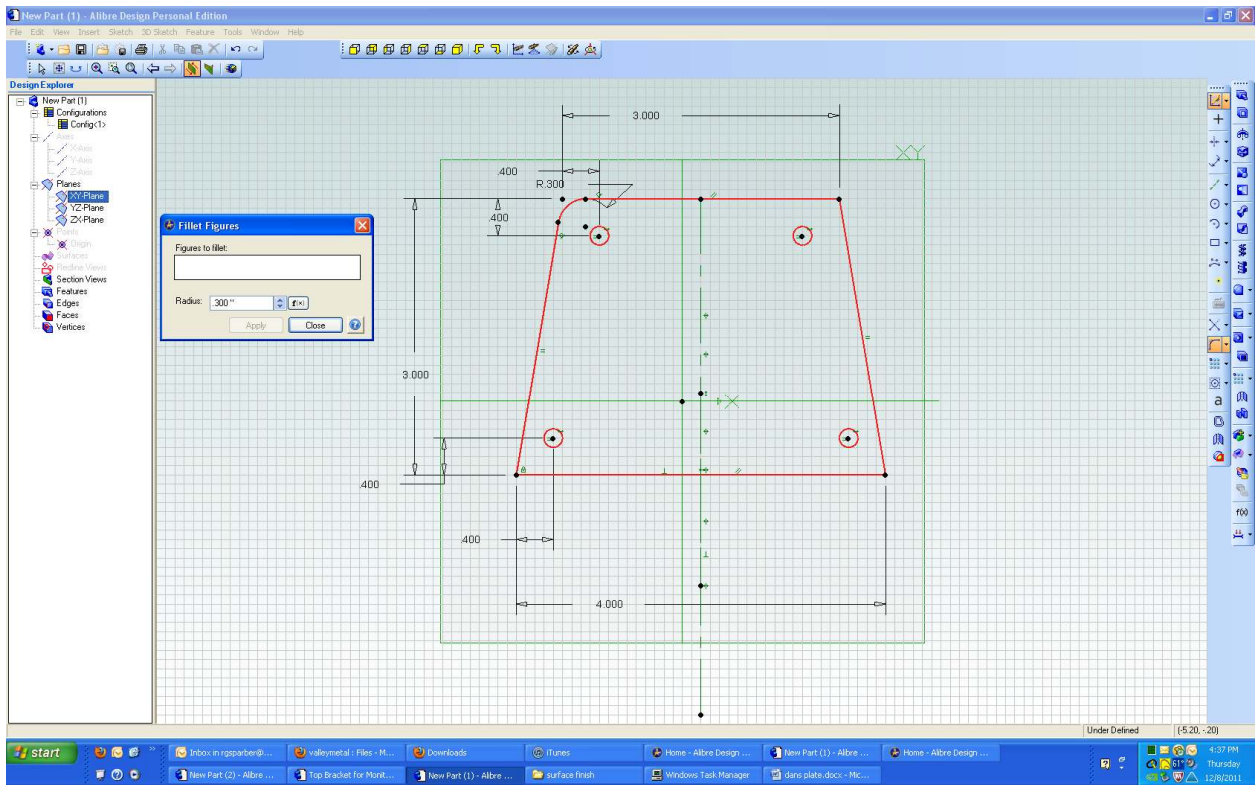 New Part (1) - Alibre Design Personal Edition
File Edit View Insert Sketch 3D Sketch Feature Tools Window Help
Design Explorer
New Part (1)
Configurations
Config<1>
Axes
X-Axis
Y-Axis
Z-Axis
Planes
XY-Plane
YZ-Plane
ZX-Plane
Points
Origin
Surfaces
Redline Views
Section Views
Features
Edges
Faces
Vertices
Fillet Figures
Figures to fillet:
Radius: .300 " f(x)
Apply Close
3.000
XY
.400
R.300
.400
3.000
X
.400
.400
4.000
a
f(x)
Under Defined (-5.20, -.20)
start
Inbox in rgsparber@... valleymetal : Files - M... Downloads iTunes Home - Alibre Design ... New Part (1) - Alibre ... Home - Alibre Design ...
4:37 PM
New Part (2) - Alibre ... Top Bracket for Monit... New Part (1) - Alibre ... surface finish Windows Task Manager dans plate.docx - Mic...
61°
Thursday
12/8/2011